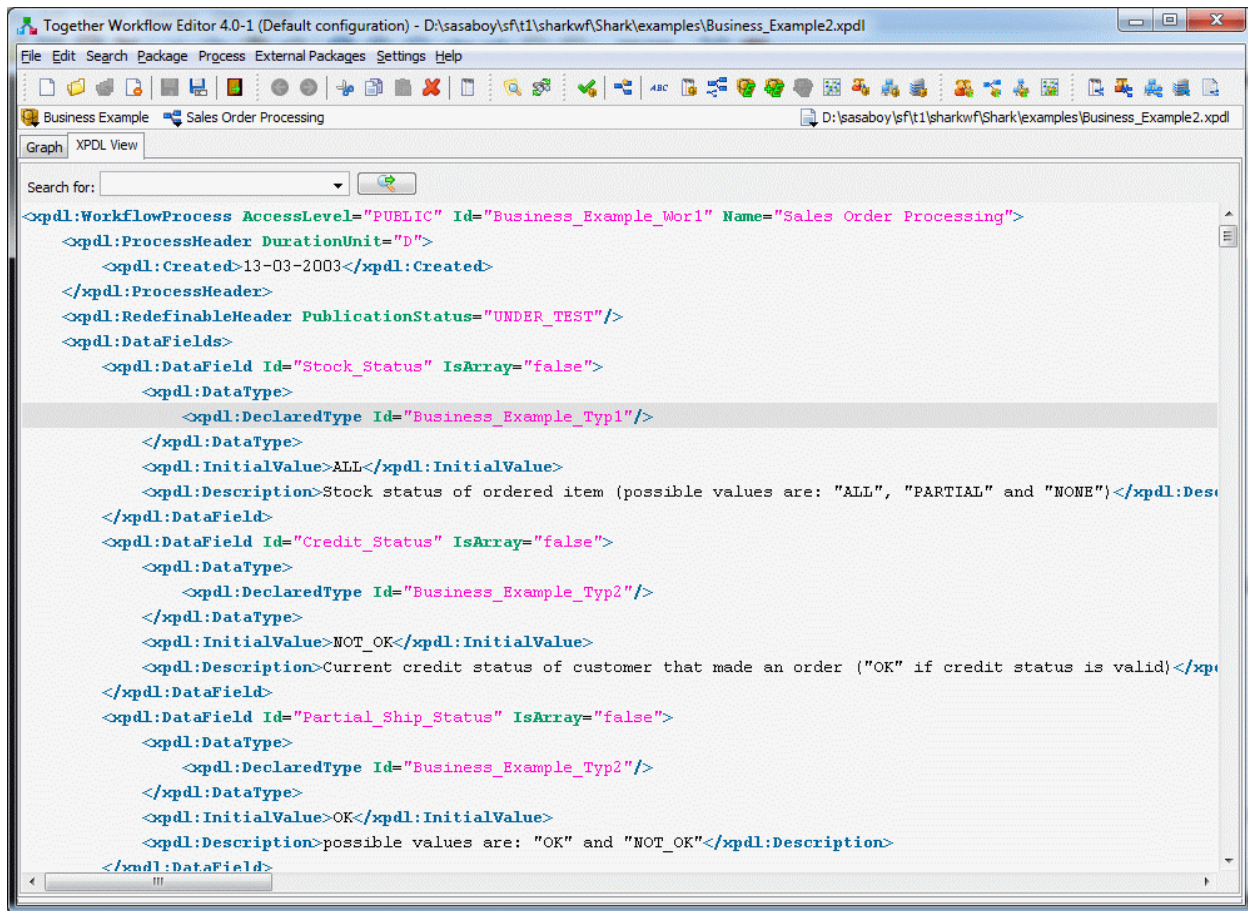 Together Workflow Editor 4.0-1 (Default configuration) - D:\sasaboy\sf\t1\sharkwf\Shark\examples\Business_Example2.xpdl
File Edit Search Package Process External Packages Settings Help
ABC
Business Example Sales Order Processing D:\sasaboy\sf\t1\sharkwf\Shark\examples\Business_Example2.xpdl
Graph XPDL View
Search for:
<xpdl:WorkflowProcess AccessLevel="PUBLIC" Id="Business_Example_Wor1" Name="Sales Order Processing">
<xpdl:ProcessHeader DurationUnit="D">
<xpdl:Created>13-03-2003</xpdl:Created>
</xpdl:ProcessHeader>
<xpdl:RedefinableHeader PublicationStatus="UNDER_TEST"/>
<xpdl:DataFields>
<xpdl:DataField Id="Stock_Status" IsArray="false">
<xpdl:DataType>
<xpdl:DeclaredType Id="Business_Example_Typ1"/>
</xpdl:DataType>
<xpdl:InitialValue>ALL</xpdl:InitialValue>
<xpdl:Description>Stock status of ordered item (possible values are: "ALL", "PARTIAL" and "NONE")</xpdl:Des
</xpdl:DataField>
<xpdl:DataField Id="Credit_Status" IsArray="false">
<xpdl:DataType>
<xpdl:DeclaredType Id="Business_Example_Typ2"/>
</xpdl:DataType>
<xpdl:InitialValue>NOT_OK</xpdl:InitialValue>
<xpdl:Description>Current credit status of customer that made an order ("OK" if credit status is valid)</xp
</xpdl:DataField>
<xpdl:DataField Id="Partial_Ship_Status" IsArray="false">
<xpdl:DataType>
<xpdl:DeclaredType Id="Business_Example_Typ2"/>
</xpdl:DataType>
<xpdl:InitialValue>OK</xpdl:InitialValue>
<xpdl:Description>possible values are: "OK" and "NOT_OK"</xpdl:Description>
</xpdl:DataField>